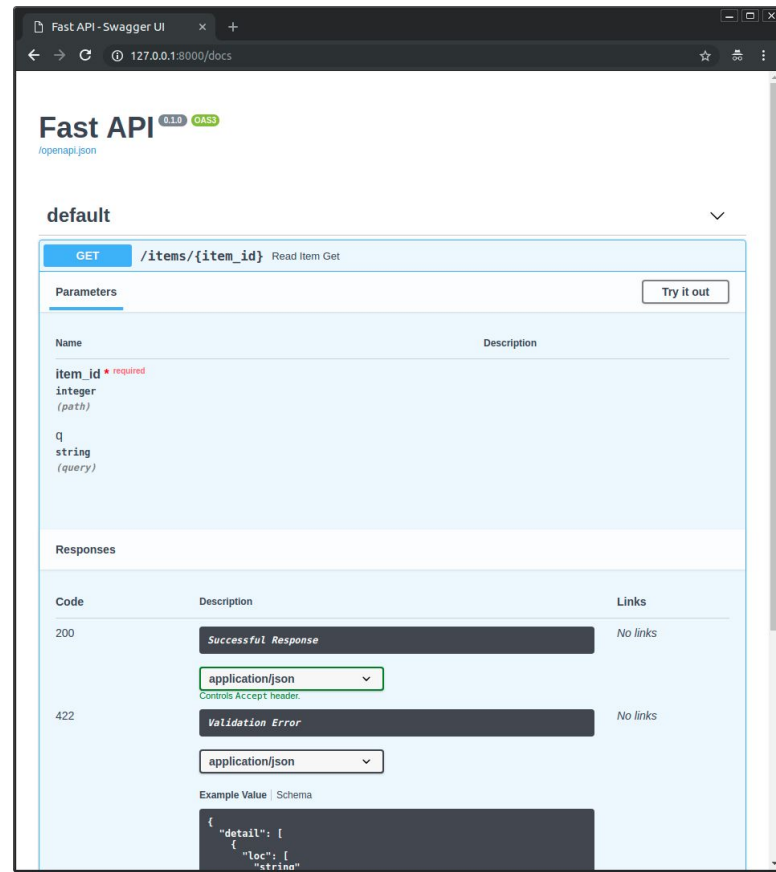 Fast API - Swagger UI
127.0.0.1:8000/docs
Fast API 0.1.0 OAS3
/openapi.json
default
GET /items/{item_id} Read Item Get
Parameters Try it out
Name Description
item_id * required
integer
(path)
q
string
(query)
Responses
Code Description Links
200 Successful Response No links
application/json
Controls Accept header.
422 Validation Error No links
application/json
Example Value Schema
{
"detail": [
{
"loc": [
"string"